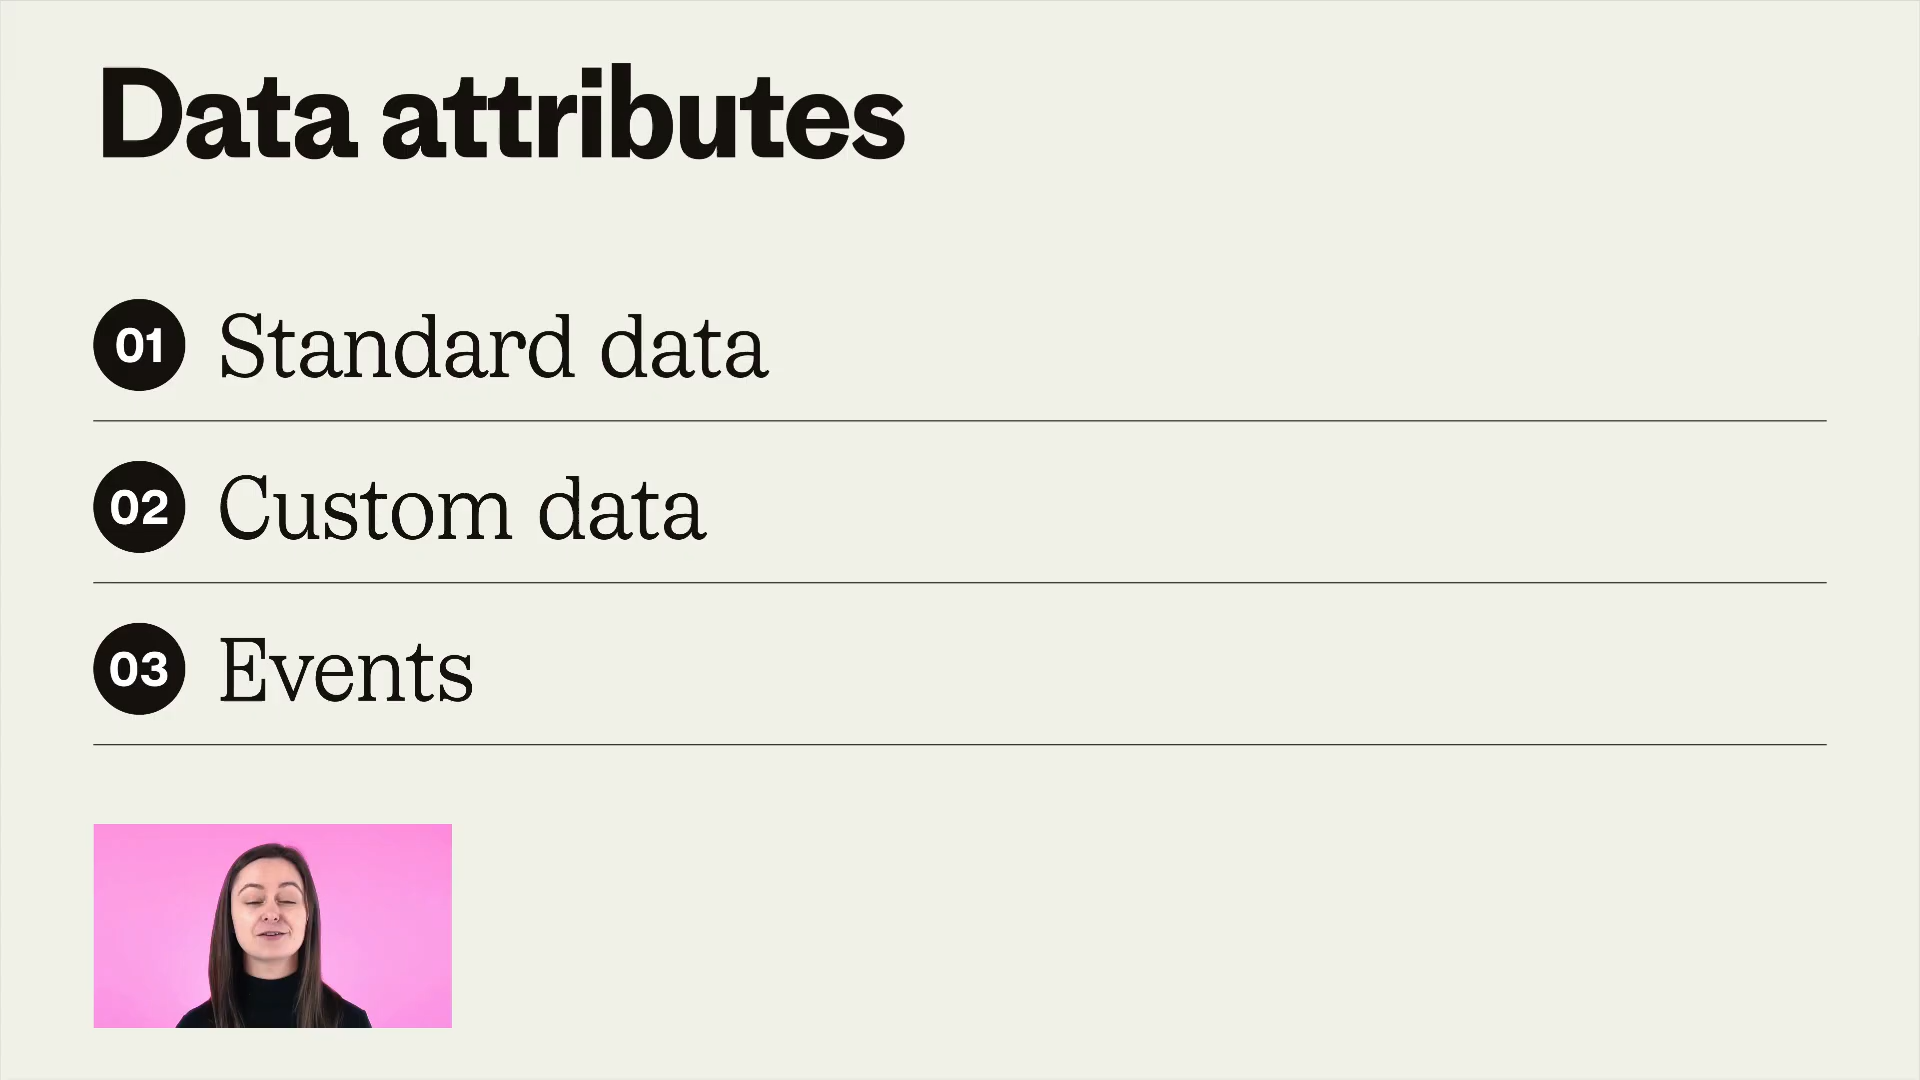 Data attributes
01 Standard data
02 Custom data
03 Events